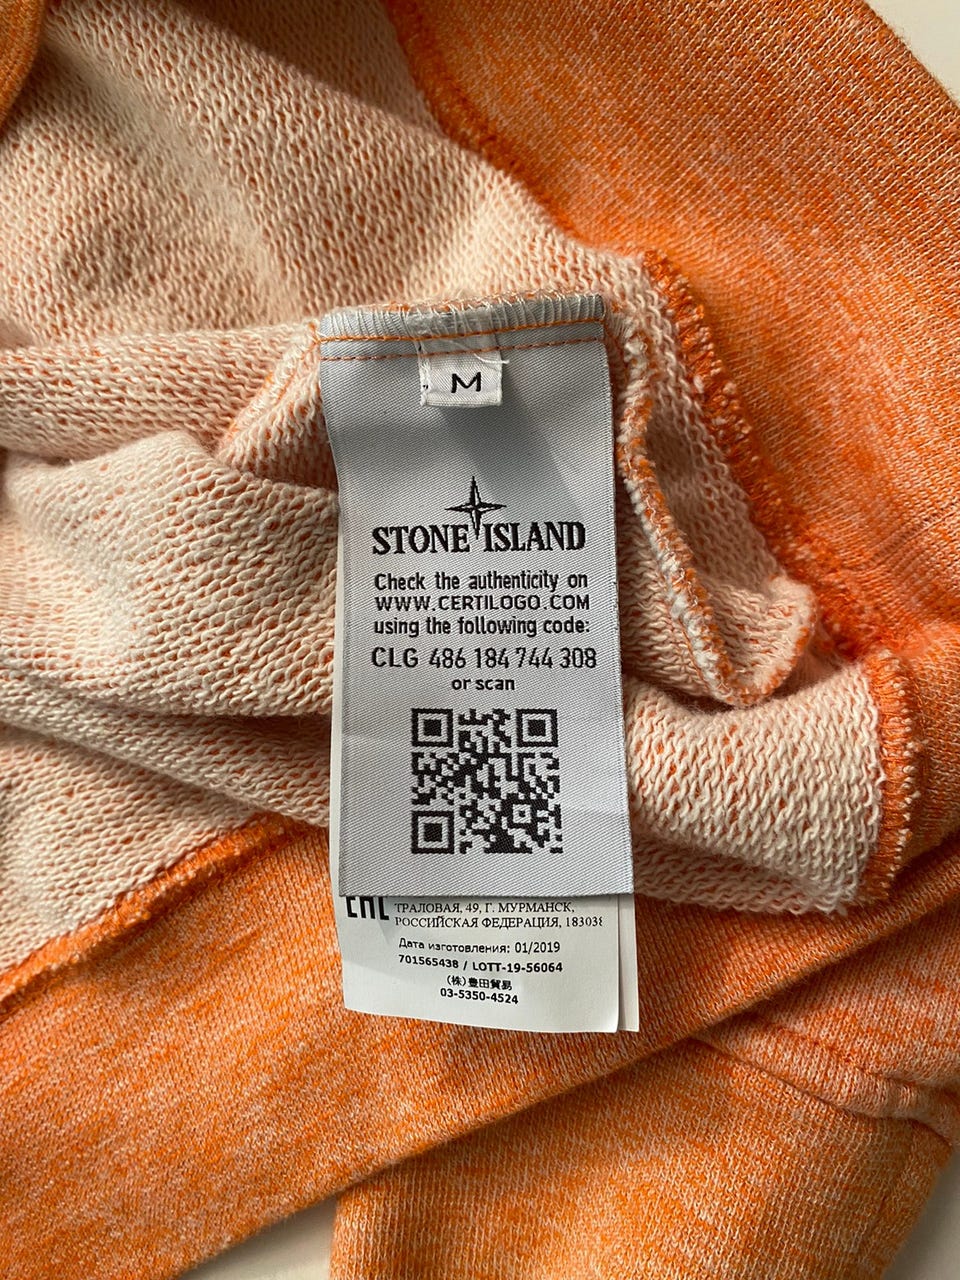 M
STONE ISLAND
Check the authenticity on
WWW.CERTILOGO.COM
using the following code:
CLG 486 184 744 308
or scan
EAC
ТРАЛОВАЯ, 49, Г. МУРМАНСК,
РОССИЙСКАЯ ФЕДЕРАЦИЯ, 183038
Дата изготовления: 01/2019
701565438 / LOTT-19-56064
(株)豊田貿易
03-5350-4524